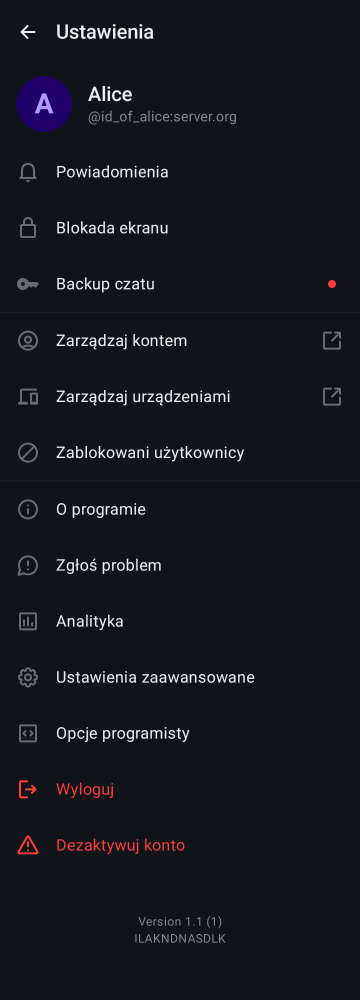 Ustawienia
A
Alice
@id_of_alice:server.org
Powiadomienia
Blokada ekranu
Backup czatu
Zarządzaj kontem
Zarządzaj urządzeniami
Zablokowani użytkownicy
O programie
Zgłoś problem
Analityka
Ustawienia zaawansowane
Opcje programisty
Wyloguj
Dezaktywuj konto
Version 1.1 (1)
ILAKNDNASDLK